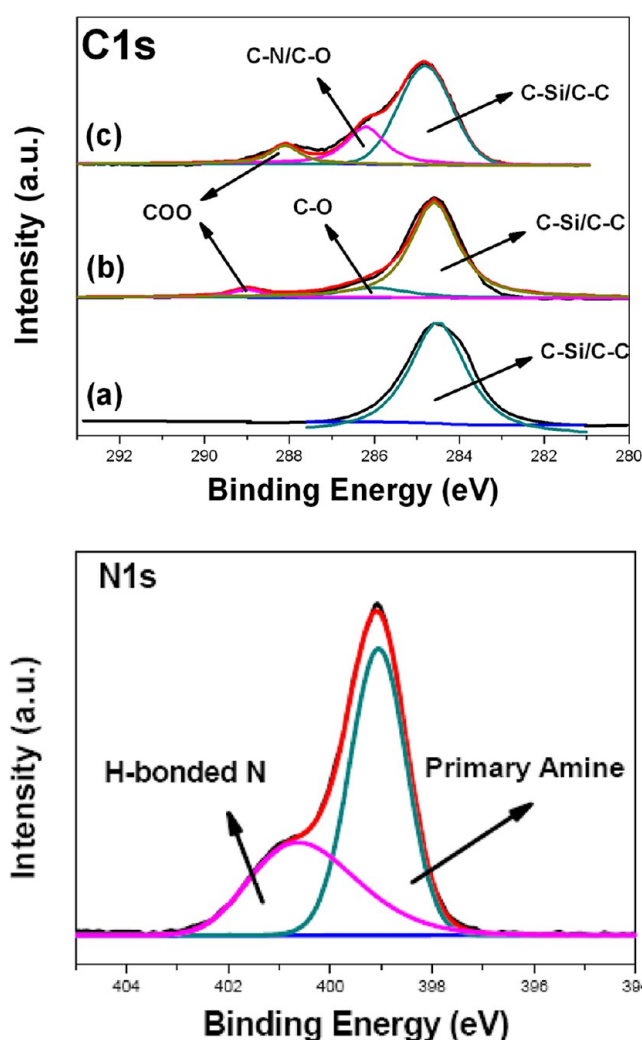 C1s
C-N/C-O
C-Si/C-C
(c)
COO
C-O
C-Si/C-C
(b)
C-Si/C-C
(a)
Intensity (a.u.)
292 290 288 286 284 282 280
Binding Energy (eV)
N1s
H-bonded N
Primary Amine
Intensity (a.u.)
404 402 400 398 396 394
Binding Energy (eV)